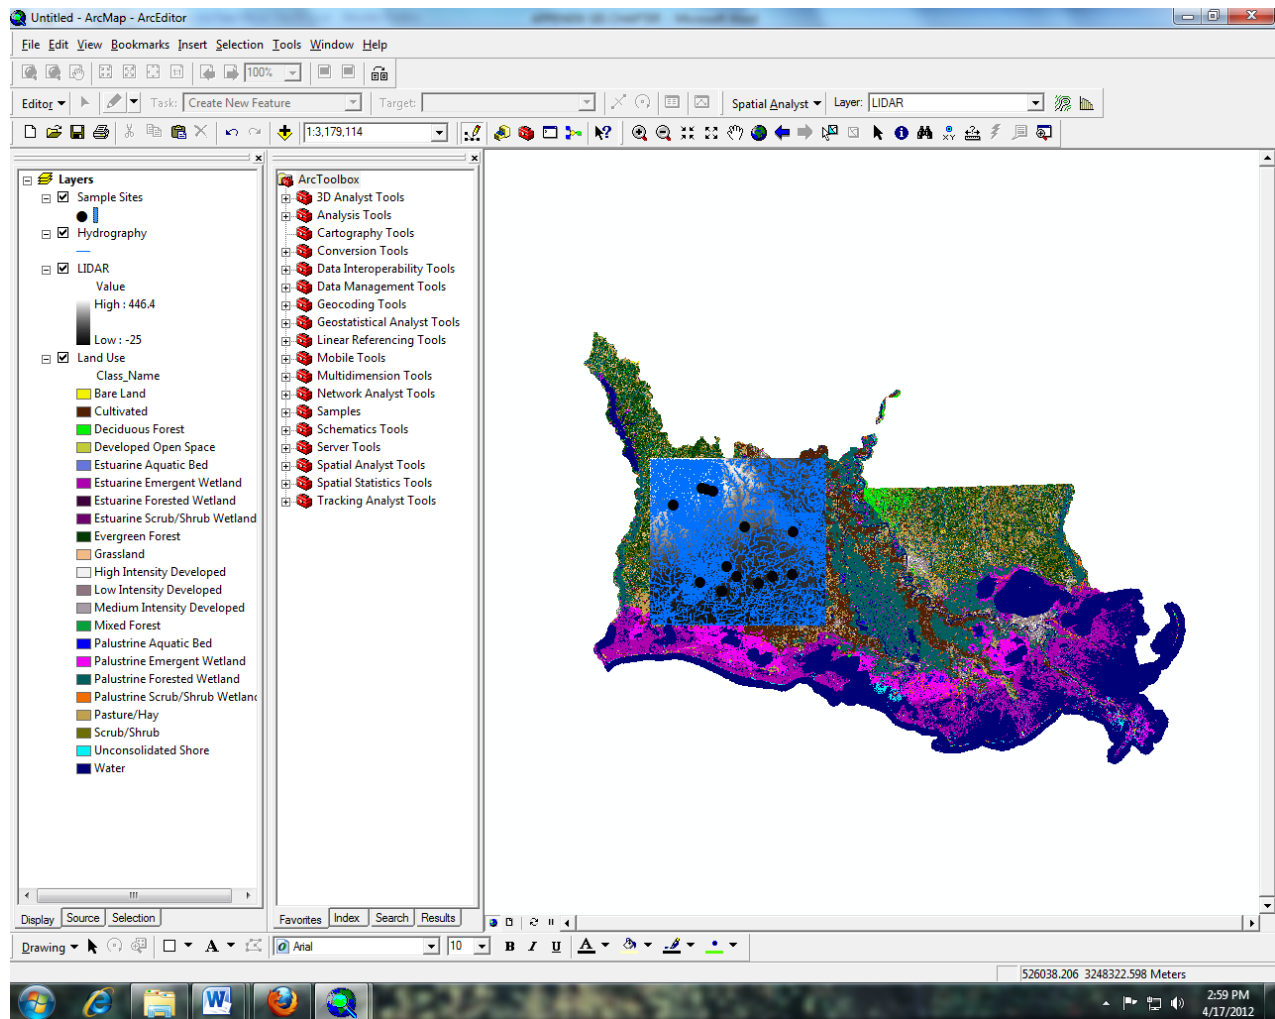 Untitled - ArcMap - ArcEditor
File Edit View Bookmarks Insert Selection Tools Window Help
100%
Editor Task: Create New Feature Target: Spatial Analyst Layer: LIDAR
1:3,179,114
Layers
Sample Sites
Hydrography
LIDAR
Value
High : 446.4
Low : -25
Land Use
Class_Name
Bare Land
Cultivated
Deciduous Forest
Developed Open Space
Estuarine Aquatic Bed
Estuarine Emergent Wetland
Estuarine Forested Wetland
Estuarine Scrub/Shrub Wetland
Evergreen Forest
Grassland
High Intensity Developed
Low Intensity Developed
Medium Intensity Developed
Mixed Forest
Palustrine Aquatic Bed
Palustrine Emergent Wetland
Palustrine Forested Wetland
Palustrine Scrub/Shrub Wetlanc
Pasture/Hay
Scrub/Shrub
Unconsolidated Shore
Water
Display Source Selection
ArcToolbox
3D Analyst Tools
Analysis Tools
Cartography Tools
Conversion Tools
Data Interoperability Tools
Data Management Tools
Geocoding Tools
Geostatistical Analyst Tools
Linear Referencing Tools
Mobile Tools
Multidimension Tools
Network Analyst Tools
Samples
Schematics Tools
Server Tools
Spatial Analyst Tools
Spatial Statistics Tools
Tracking Analyst Tools
Favorites Index Search Results
Drawing A Arial 10 B I U A
526038.206 3248322.598 Meters
2:59 PM
4/17/2012